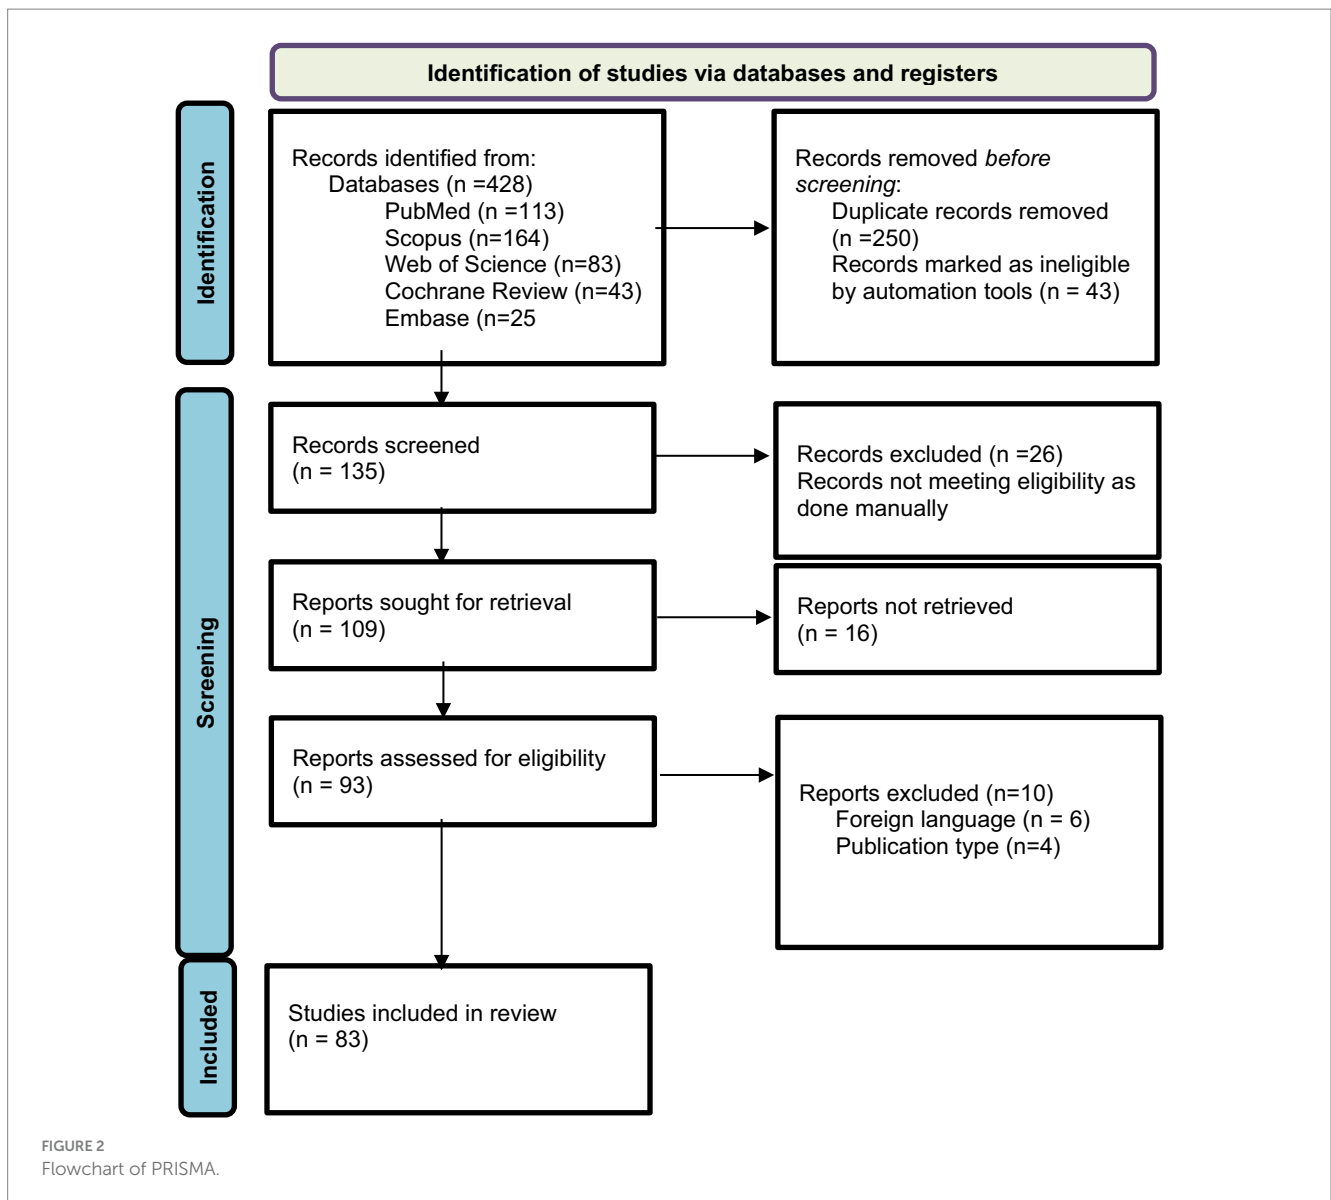 Identification of studies via databases and registers
Identification
Records identified from:
Databases (n =428)
PubMed (n =113)
Scopus (n=164)
Web of Science (n=83)
Cochrane Review (n=43)
Embase (n=25
Records removed before
screening:
Duplicate records removed
(n =250)
Records marked as ineligible
by automation tools (n = 43)
Screening
Records screened
(n = 135)
Records excluded (n =26)
Records not meeting eligibility as
done manually
Reports sought for retrieval
(n = 109)
Reports not retrieved
(n = 16)
Reports assessed for eligibility
(n = 93)
Reports excluded (n=10)
Foreign language (n = 6)
Publication type (n=4)
Included
Studies included in review
(n = 83)
FIGURE 2
Flowchart of PRISMA.